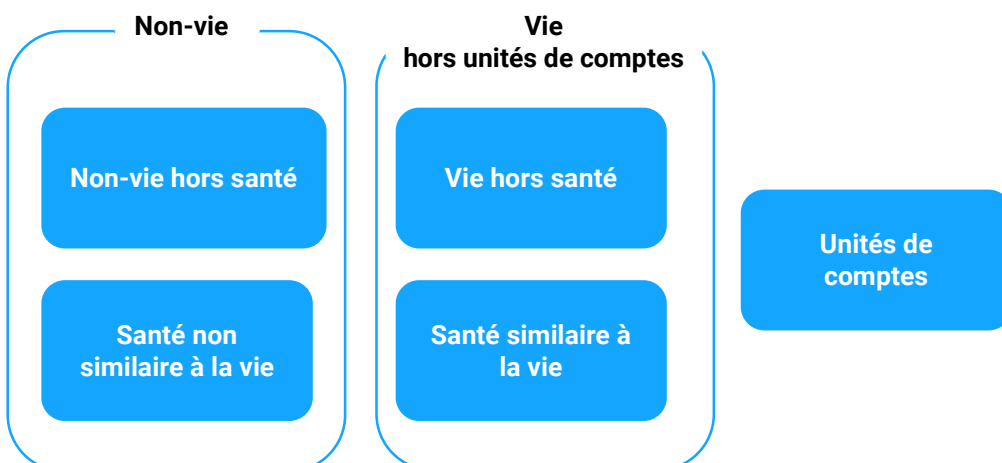 Non-vie
Vie
hors unités de comptes
Non-vie hors santé
Vie hors santé
Unités de
comptes
Santé non
similaire à la vie
Santé similaire à
la vie